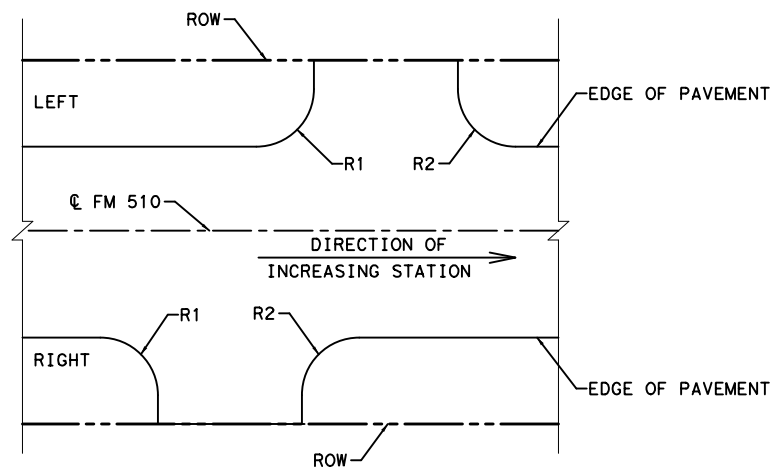 ROW
LEFT
EDGE OF PAVEMENT
R1
R2
℄ FM 510
DIRECTION OF
INCREASING STATION
R1
R2
RIGHT
EDGE OF PAVEMENT
ROW